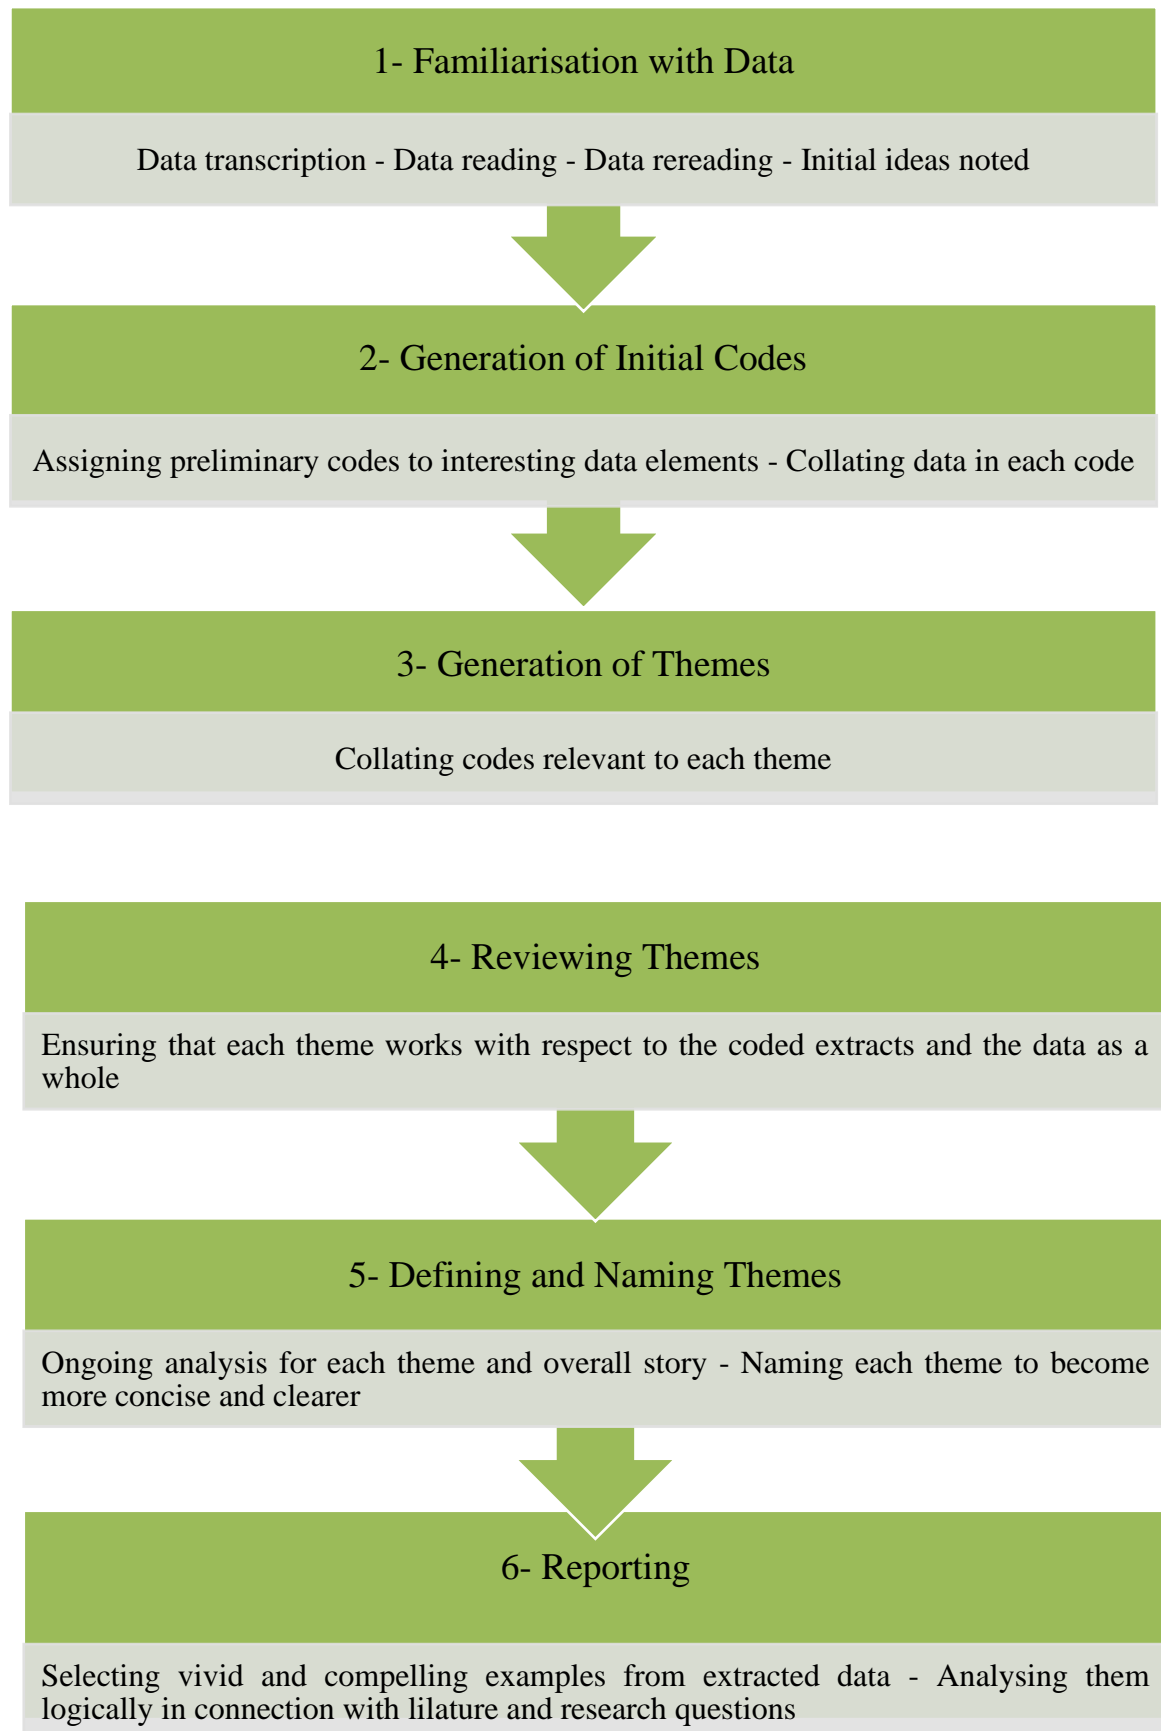 1- Familiarisation with Data
Data transcription - Data reading - Data rereading - Initial ideas noted
2- Generation of Initial Codes
Assigning preliminary codes to interesting data elements - Collating data in each code
3- Generation of Themes
Collating codes relevant to each theme
4- Reviewing Themes
Ensuring that each theme works with respect to the coded extracts and the data as a
whole
5- Defining and Naming Themes
Ongoing analysis for each theme and overall story - Naming each theme to become
more concise and clearer
6- Reporting
Selecting vivid and compelling examples from extracted data - Analysing them
logically in connection with lilature and research questions